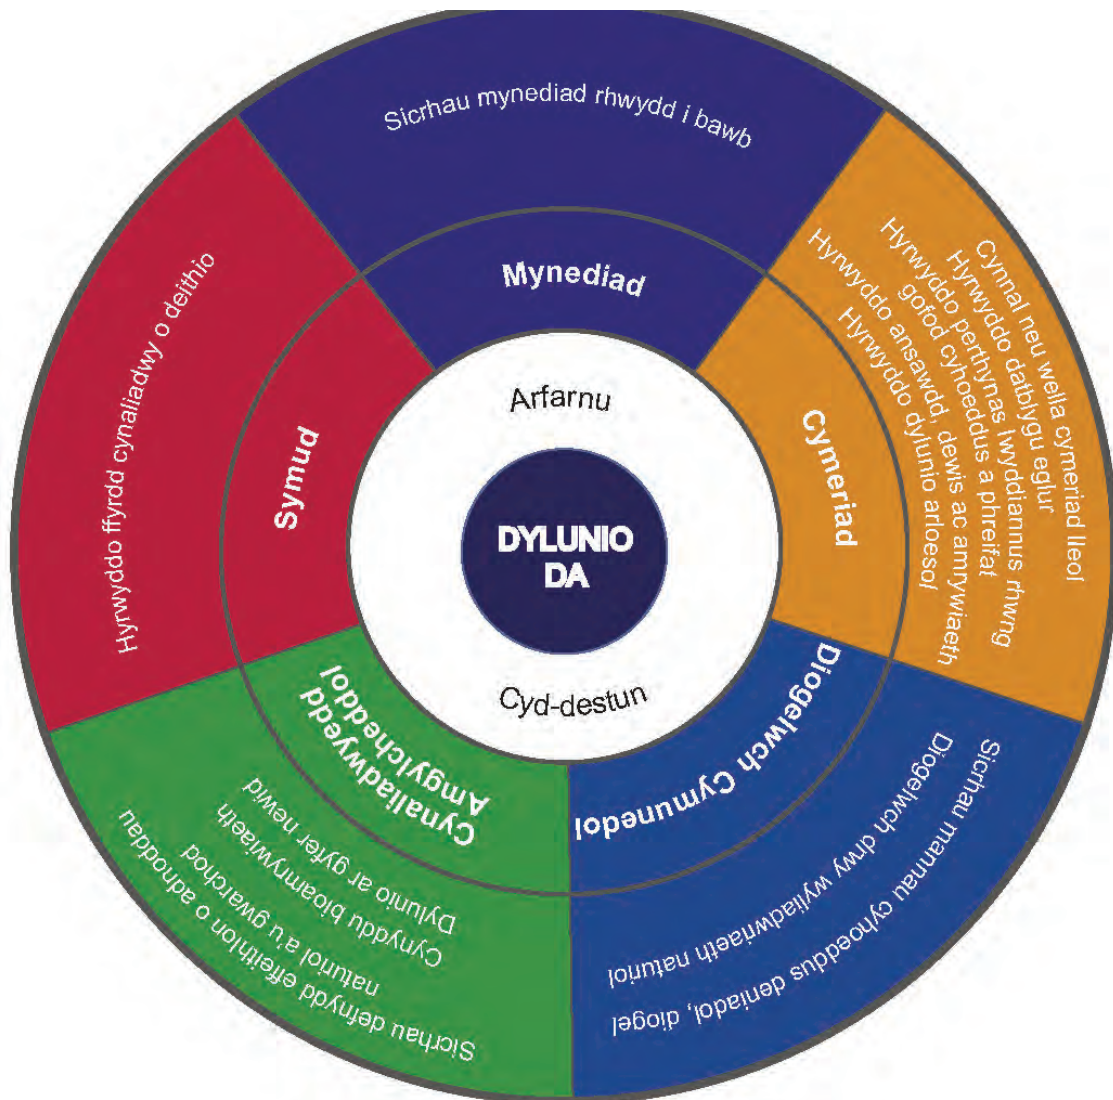 Sicrhau mynediad rhwydd i bawb
Mynediad
Cynnal neu wella cymeriad lleol
Hyrwyddo datblygu eglur
Hyrwyddo perthynas lwyddiannus rhwng
gofod cyhoeddus a phreifat
Hyrwyddo ansawdd, dewis ac amrywiaeth
Hyrwyddo dylunio arloesol
Cymeriad
Sicrhau mannau cyhoeddus deniadol, diogel
Diogelwch drwy wyliadwriaeth naturiol
Diogelwch Cymunedol
Cynaliadwyedd
Amgylcheddol
Sicrhau defnydd effeithlon o adnoddau
naturiol a'u gwarchod
Cynyddu bioamrywiaeth
Dylunio ar gyfer newid
Symud
Hyrwyddo ffyrdd cynaliadwy o deithio
Arfarnu
DYLUNIO
DA
Cyd-destun